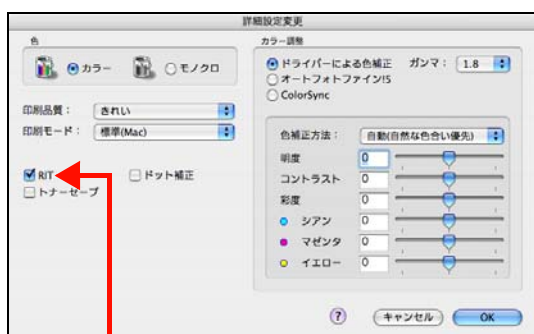 詳細設定変更
色
カラー
モノクロ
印刷品質：
きれい
印刷モード：
標準(Mac)
RIT
ドット補正
トナーセーブ
カラー調整
ドライバーによる色補正
ガンマ：
1.8
オートフォトファイン!5
ColorSync
色補正方法：
自動(自然な色合い優先)
明度
0
コントラスト
0
彩度
0
シアン
0
マゼンタ
0
イエロー
0
?
キャンセル
OK